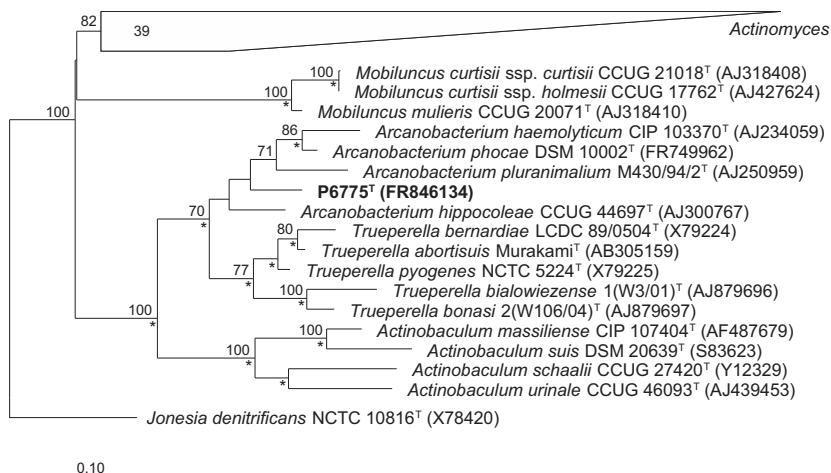 82
39
Actinomyces
100 Mobiluncus curtisii ssp. curtisii CCUG 21018ᵀ (AJ318408)
* Mobiluncus curtisii ssp. holmesii CCUG 17762ᵀ (AJ427624)
100
* Mobiluncus mulieris CCUG 20071ᵀ (AJ318410)
100
86 Arcanobacterium haemolyticum CIP 103370ᵀ (AJ234059)
* Arcanobacterium phocae DSM 10002ᵀ (FR749962)
71
Arcanobacterium pluranimalium M430/94/2ᵀ (AJ250959)
P6775ᵀ (FR846134)
70 Arcanobacterium hippocoleae CCUG 44697ᵀ (AJ300767)
*
80 Trueperella bernardiae LCDC 89/0504ᵀ (X79224)
* Trueperella abortisuis Murakamiᵀ (AB305159)
* Trueperella pyogenes NCTC 5224ᵀ (X79225)
77
*
100 Trueperella bialowiezense 1(W3/01)ᵀ (AJ879696)
* Trueperella bonasi 2(W106/04)ᵀ (AJ879697)
100
*
100 Actinobaculum massiliense CIP 107404ᵀ (AF487679)
* Actinobaculum suis DSM 20639ᵀ (S83623)
100
*
Actinobaculum schaalii CCUG 27420ᵀ (Y12329)
* Actinobaculum urinale CCUG 46093ᵀ (AJ439453)
Jonesia denitrificans NCTC 10816ᵀ (X78420)
0.10